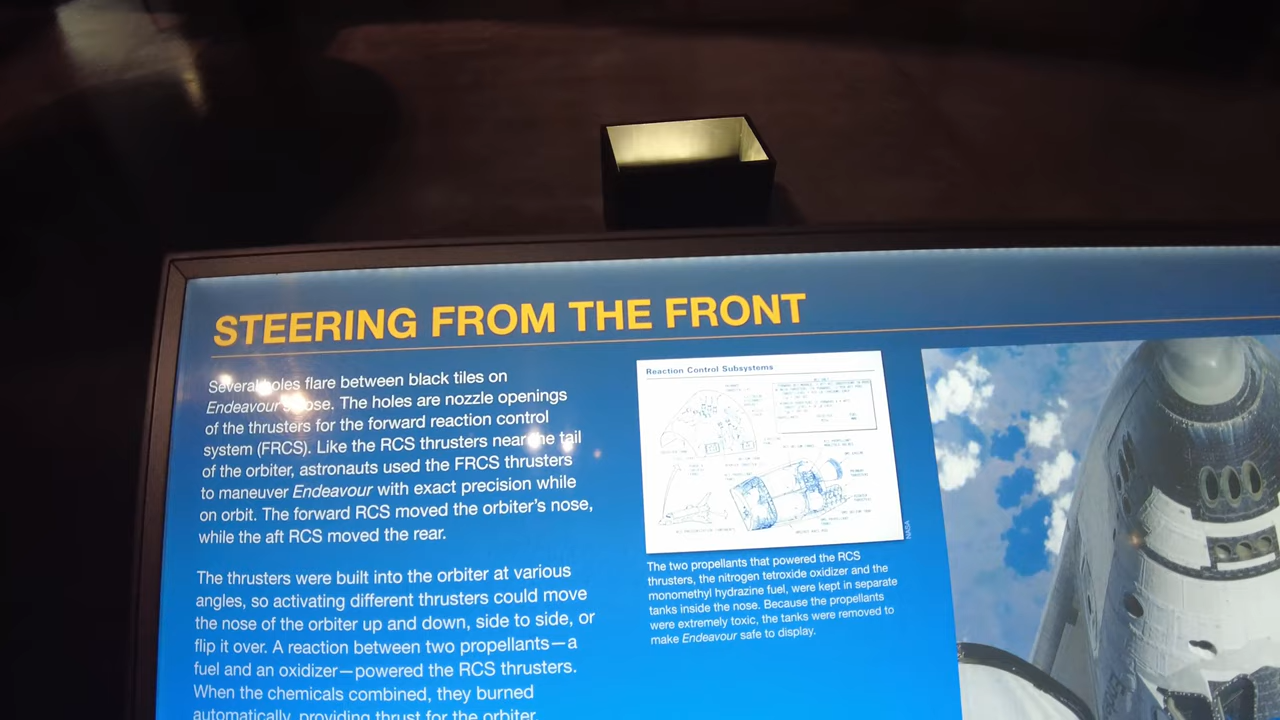 STEERING FROM THE FRONT
Several holes flare between black tiles on
Endeavour's nose. The holes are nozzle openings
of the thrusters for the forward reaction control
system (FRCS). Like the RCS thrusters near the tail
of the orbiter, astronauts used the FRCS thrusters
to maneuver Endeavour with exact precision while
on orbit. The forward RCS moved the orbiter's nose,
while the aft RCS moved the rear.
The thrusters were built into the orbiter at various
angles, so activating different thrusters could move
the nose of the orbiter up and down, side to side, or
flip it over. A reaction between two propellants—a
fuel and an oxidizer—powered the RCS thrusters.
When the chemicals combined, they burned
automatically, providing thrust for the orbiter.
Reaction Control Subsystems
NASA
The two propellants that powered the RCS
thrusters, the nitrogen tetroxide oxidizer and the
monomethyl hydrazine fuel, were kept in separate
tanks inside the nose. Because the propellants
were extremely toxic, the tanks were removed to
make Endeavour safe to display.